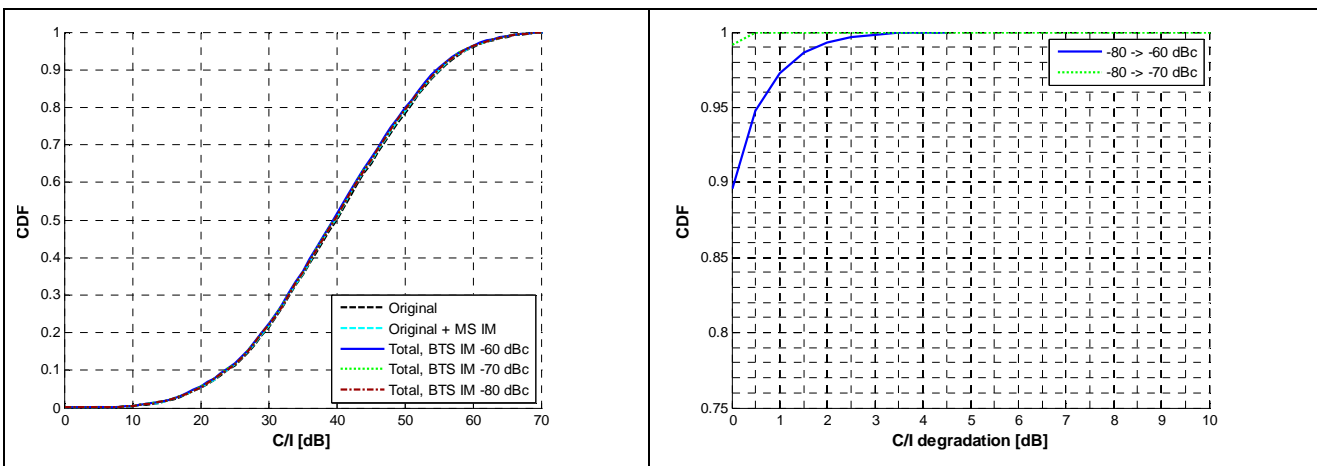 1
0.9
0.8
0.7
0.6
0.5
0.4
0.3
0.2
0.1
0
CDF
0 10 20 30 40 50 60 70
C/I [dB]
Original
Original + MS IM
Total, BTS IM -60 dBc
Total, BTS IM -70 dBc
Total, BTS IM -80 dBc
1
0.95
0.9
0.85
0.8
0.75
CDF
0 1 2 3 4 5 6 7 8 9 10
C/I degradation [dB]
-80 -> -60 dBc
-80 -> -70 dBc